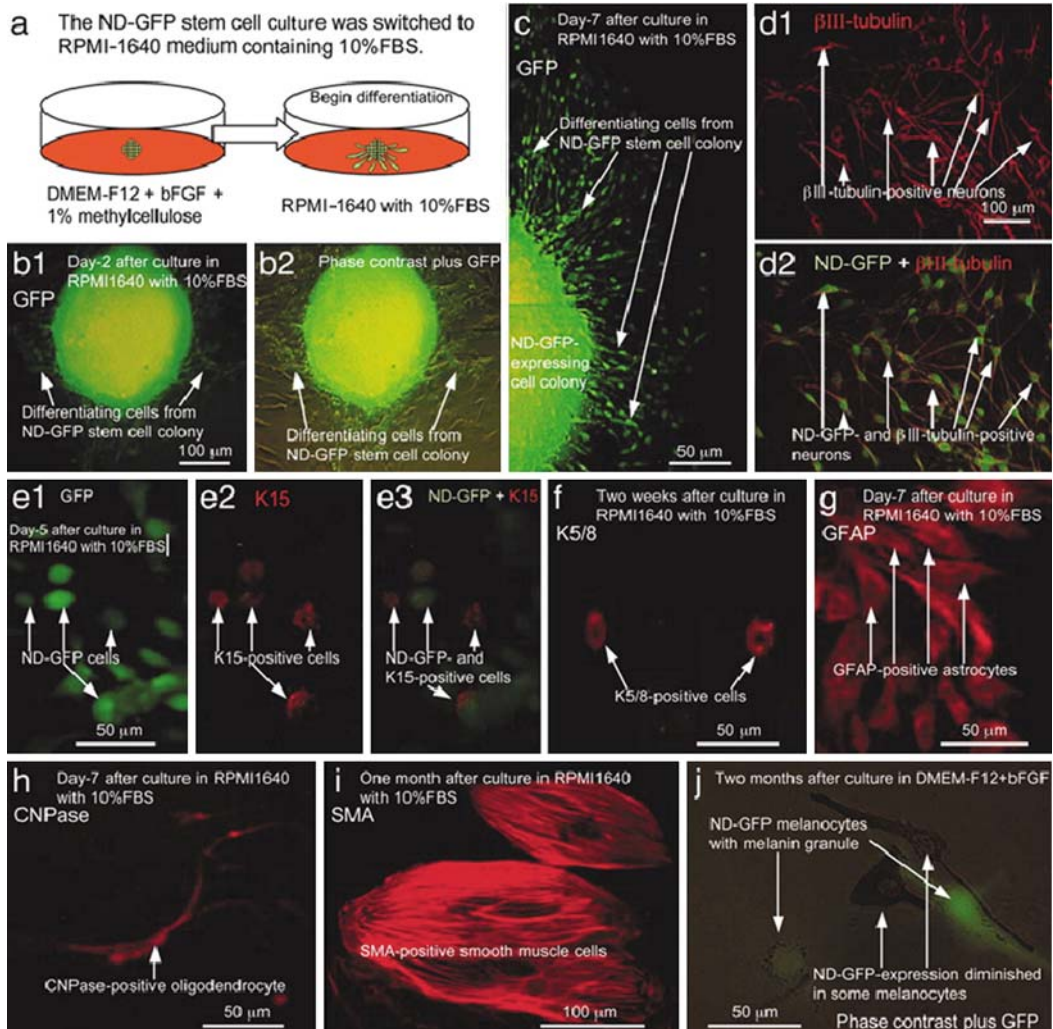 a
The ND-GFP stem cell culture was switched to
RPMI-1640 medium containing 10%FBS.
Begin differentiation
DMEM-F12 + bFGF +
1% methylcellulose
RPMI-1640 with 10%FBS
b1
Day-2 after culture in
RPMI1640 with 10%FBS
GFP
Differentiating cells from
ND-GFP stem cell colony
100 μm
b2
Phase contrast plus GFP
Differentiating cells from
ND-GFP stem cell colony
c
Day-7 after culture in
RPMI1640 with 10%FBS
GFP
Differentiating cells from
ND-GFP stem cell colony
ND-GFP-
expressing
cell colony
50 μm
d1
βIII-tubulin
βIII-tubulin-positive neurons
100 μm
d2
ND-GFP + βIII-tubulin
ND-GFP- and βIII-tubulin-positive
neurons
e1
GFP
Day-5 after culture in
RPMI1640 with 10%FBS
ND-GFP cells
50 μm
e2
K15
K15-positive cells
e3
ND-GFP + K15
ND-GFP- and
K15-positive cells
50 μm
f
Two weeks after culture in
RPMI1640 with 10%FBS
K5/8
K5/8-positive cells
50 μm
g
Day-7 after culture in
RPMI1640 with 10%FBS
GFAP
GFAP-positive astrocytes
50 μm
h
Day-7 after culture in RPMI1640
with 10%FBS
CNPase
CNPase-positive oligodendrocyte
50 μm
i
One month after culture in RPMI1640
with 10%FBS
SMA
SMA-positive smooth muscle cells
100 μm
j
Two months after culture in DMEM-F12+bFGF
ND-GFP melanocytes
with melanin granule
ND-GFP-expression diminished
in some melanocytes
50 μm
Phase contrast plus GFP